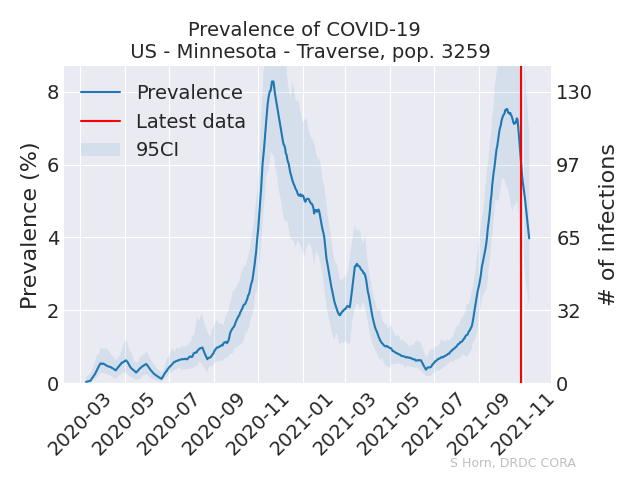 Prevalence of COVID-19
US - Minnesota - Traverse, pop. 3259
Prevalence
Latest data
95CI
Prevalence (%)
8
6
4
2
0
# of infections
130
97
65
32
0
2020-03
2020-05
2020-07
2020-09
2020-11
2021-01
2021-03
2021-05
2021-07
2021-09
2021-11
S Horn, DRDC CORA